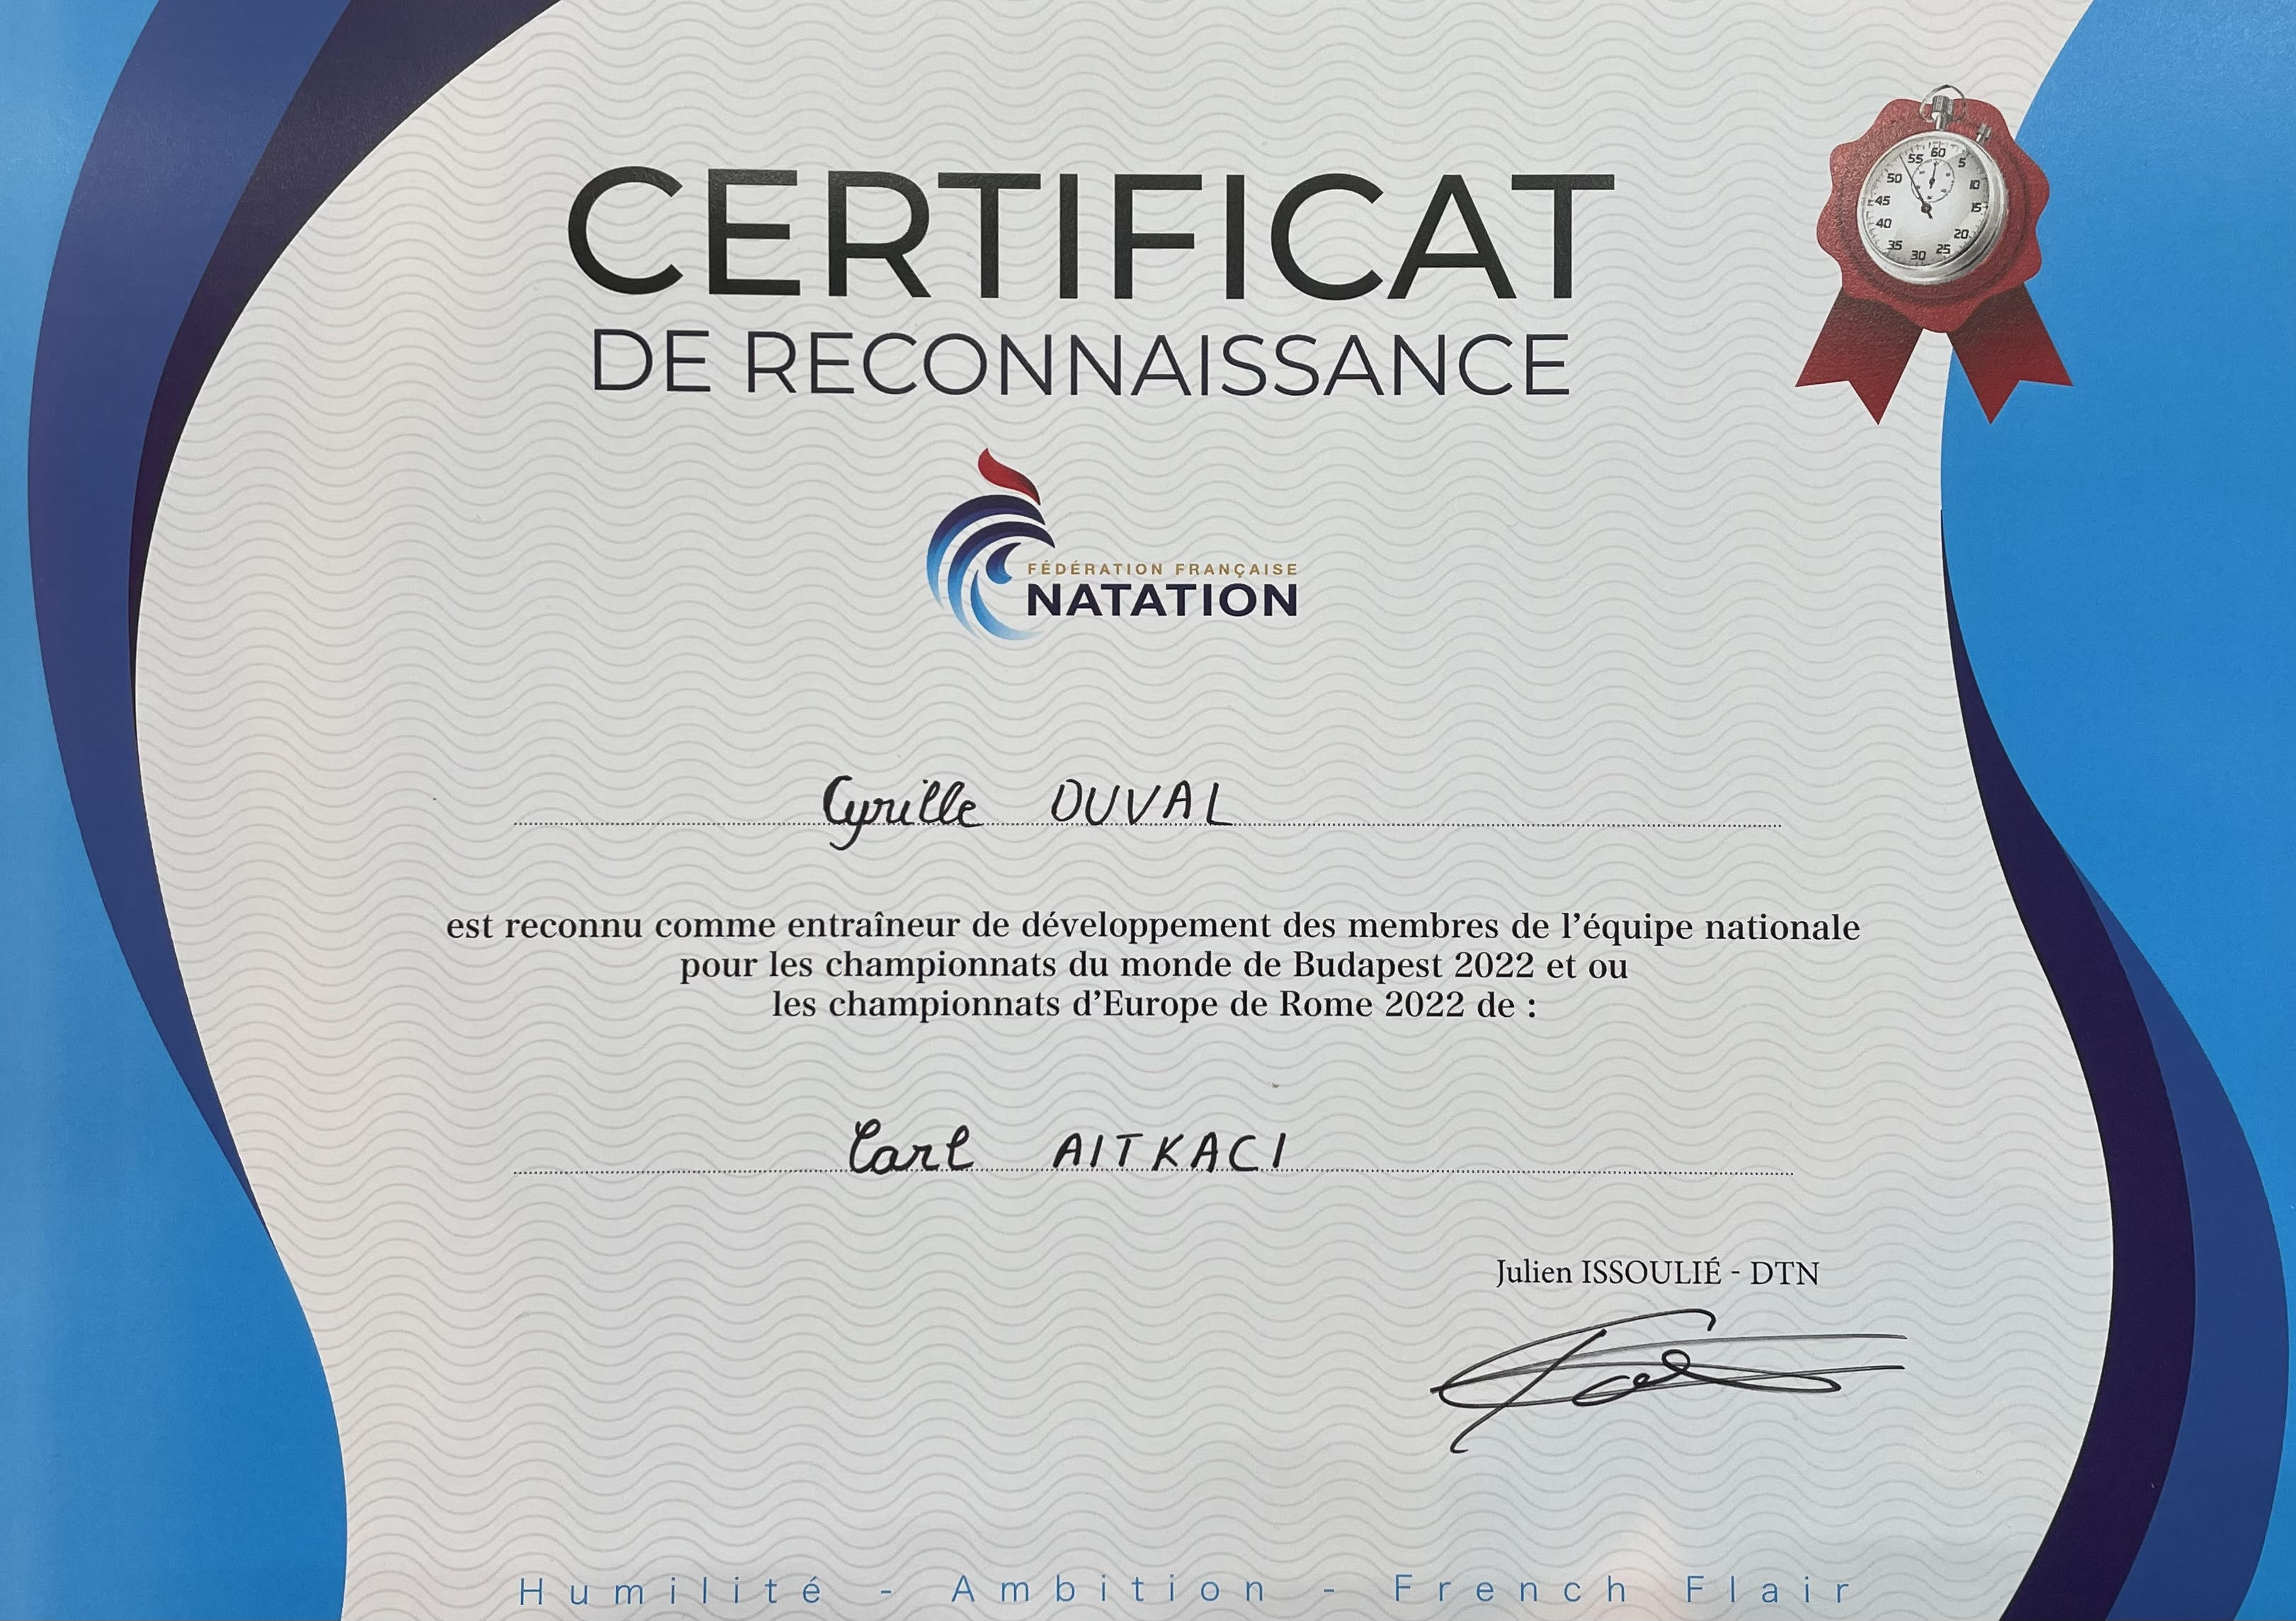 CERTIFICAT
DE RECONNAISSANCE
60
5
10
15
20
25
30
35
40
45
50
55
FÉDÉRATION FRANÇAISE
NATATION
Cyrille DUVAL
est reconnu comme entraîneur de développement des membres de l'équipe nationale
pour les championnats du monde de Budapest 2022 et ou
les championnats d'Europe de Rome 2022 de :
Carl AITKACI
Julien ISSOULIÉ - DTN
Humilité - Ambition - French Flair